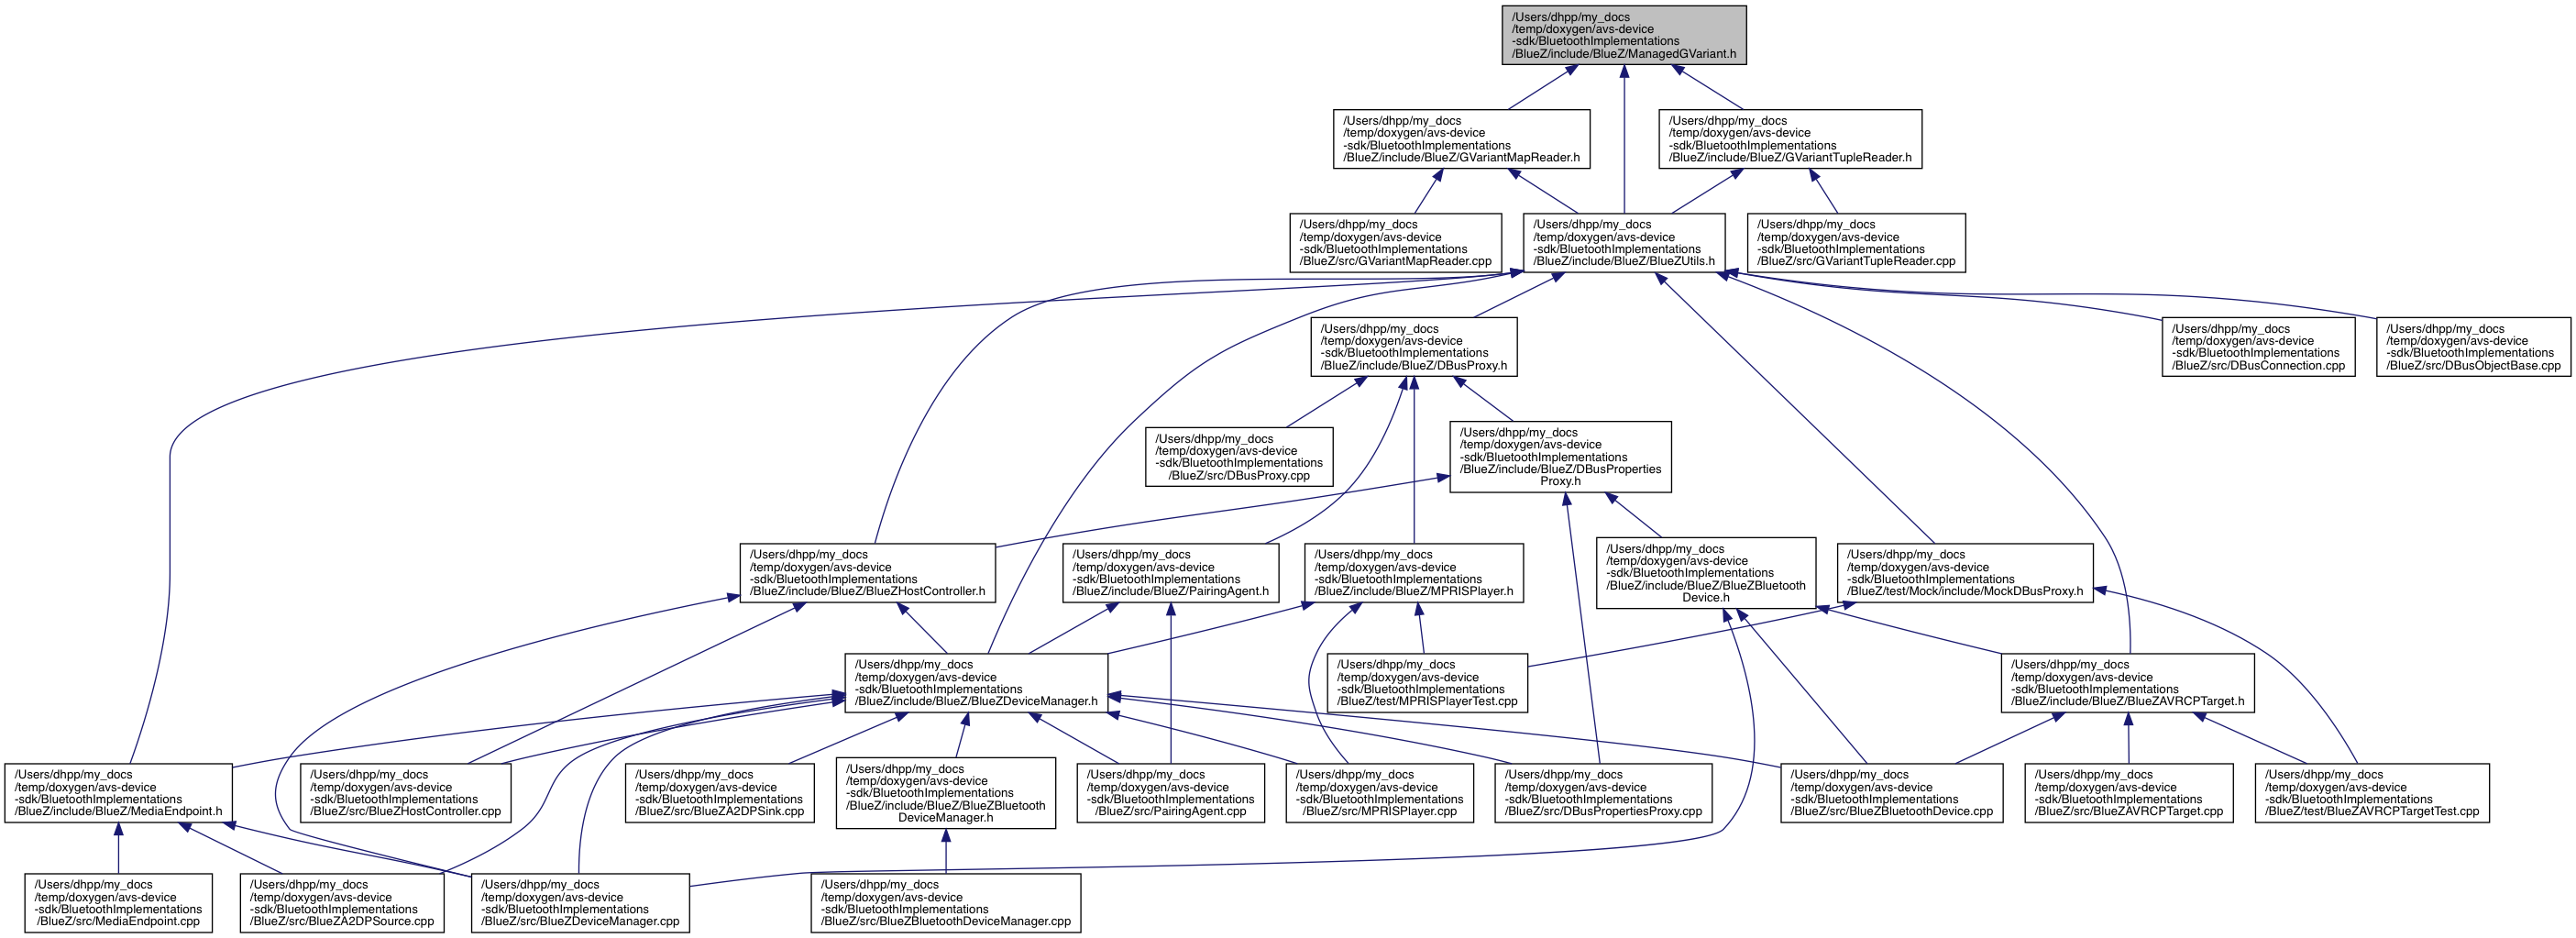 /Users/dhpp/my_docs
/temp/doxygen/avs-device
-sdk/BluetoothImplementations
/BlueZ/include/BlueZ/ManagedGVariant.h
/Users/dhpp/my_docs
/temp/doxygen/avs-device
-sdk/BluetoothImplementations
/BlueZ/include/BlueZ/GVariantMapReader.h
/Users/dhpp/my_docs
/temp/doxygen/avs-device
-sdk/BluetoothImplementations
/BlueZ/include/BlueZ/GVariantTupleReader.h
/Users/dhpp/my_docs
/temp/doxygen/avs-device
-sdk/BluetoothImplementations
/BlueZ/src/GVariantMapReader.cpp
/Users/dhpp/my_docs
/temp/doxygen/avs-device
-sdk/BluetoothImplementations
/BlueZ/include/BlueZ/BlueZUtils.h
/Users/dhpp/my_docs
/temp/doxygen/avs-device
-sdk/BluetoothImplementations
/BlueZ/src/GVariantTupleReader.cpp
/Users/dhpp/my_docs
/temp/doxygen/avs-device
-sdk/BluetoothImplementations
/BlueZ/include/BlueZ/DBusProxy.h
/Users/dhpp/my_docs
/temp/doxygen/avs-device
-sdk/BluetoothImplementations
/BlueZ/src/DBusConnection.cpp
/Users/dhpp/my_docs
/temp/doxygen/avs-device
-sdk/BluetoothImplementations
/BlueZ/src/DBusObjectBase.cpp
/Users/dhpp/my_docs
/temp/doxygen/avs-device
-sdk/BluetoothImplementations
/BlueZ/src/DBusProxy.cpp
/Users/dhpp/my_docs
/temp/doxygen/avs-device
-sdk/BluetoothImplementations
/BlueZ/include/BlueZ/DBusProperties
Proxy.h
/Users/dhpp/my_docs
/temp/doxygen/avs-device
-sdk/BluetoothImplementations
/BlueZ/include/BlueZ/BlueZHostController.h
/Users/dhpp/my_docs
/temp/doxygen/avs-device
-sdk/BluetoothImplementations
/BlueZ/include/BlueZ/PairingAgent.h
/Users/dhpp/my_docs
/temp/doxygen/avs-device
-sdk/BluetoothImplementations
/BlueZ/include/BlueZ/MPRISPlayer.h
/Users/dhpp/my_docs
/temp/doxygen/avs-device
-sdk/BluetoothImplementations
/BlueZ/include/BlueZ/BlueZBluetooth
Device.h
/Users/dhpp/my_docs
/temp/doxygen/avs-device
-sdk/BluetoothImplementations
/BlueZ/test/Mock/include/MockDBusProxy.h
/Users/dhpp/my_docs
/temp/doxygen/avs-device
-sdk/BluetoothImplementations
/BlueZ/include/BlueZ/BlueZDeviceManager.h
/Users/dhpp/my_docs
/temp/doxygen/avs-device
-sdk/BluetoothImplementations
/BlueZ/test/MPRISPlayerTest.cpp
/Users/dhpp/my_docs
/temp/doxygen/avs-device
-sdk/BluetoothImplementations
/BlueZ/include/BlueZ/BlueZAVRCPTarget.h
/Users/dhpp/my_docs
/temp/doxygen/avs-device
-sdk/BluetoothImplementations
/BlueZ/include/BlueZ/MediaEndpoint.h
/Users/dhpp/my_docs
/temp/doxygen/avs-device
-sdk/BluetoothImplementations
/BlueZ/src/BlueZHostController.cpp
/Users/dhpp/my_docs
/temp/doxygen/avs-device
-sdk/BluetoothImplementations
/BlueZ/src/BlueZA2DPSink.cpp
/Users/dhpp/my_docs
/temp/doxygen/avs-device
-sdk/BluetoothImplementations
/BlueZ/include/BlueZ/BlueZBluetooth
DeviceManager.h
/Users/dhpp/my_docs
/temp/doxygen/avs-device
-sdk/BluetoothImplementations
/BlueZ/src/PairingAgent.cpp
/Users/dhpp/my_docs
/temp/doxygen/avs-device
-sdk/BluetoothImplementations
/BlueZ/src/MPRISPlayer.cpp
/Users/dhpp/my_docs
/temp/doxygen/avs-device
-sdk/BluetoothImplementations
/BlueZ/src/DBusPropertiesProxy.cpp
/Users/dhpp/my_docs
/temp/doxygen/avs-device
-sdk/BluetoothImplementations
/BlueZ/src/BlueZBluetoothDevice.cpp
/Users/dhpp/my_docs
/temp/doxygen/avs-device
-sdk/BluetoothImplementations
/BlueZ/src/BlueZAVRCPTarget.cpp
/Users/dhpp/my_docs
/temp/doxygen/avs-device
-sdk/BluetoothImplementations
/BlueZ/test/BlueZAVRCPTargetTest.cpp
/Users/dhpp/my_docs
/temp/doxygen/avs-device
-sdk/BluetoothImplementations
/BlueZ/src/MediaEndpoint.cpp
/Users/dhpp/my_docs
/temp/doxygen/avs-device
-sdk/BluetoothImplementations
/BlueZ/src/BlueZA2DPSource.cpp
/Users/dhpp/my_docs
/temp/doxygen/avs-device
-sdk/BluetoothImplementations
/BlueZ/src/BlueZDeviceManager.cpp
/Users/dhpp/my_docs
/temp/doxygen/avs-device
-sdk/BluetoothImplementations
/BlueZ/src/BlueZBluetoothDeviceManager.cpp